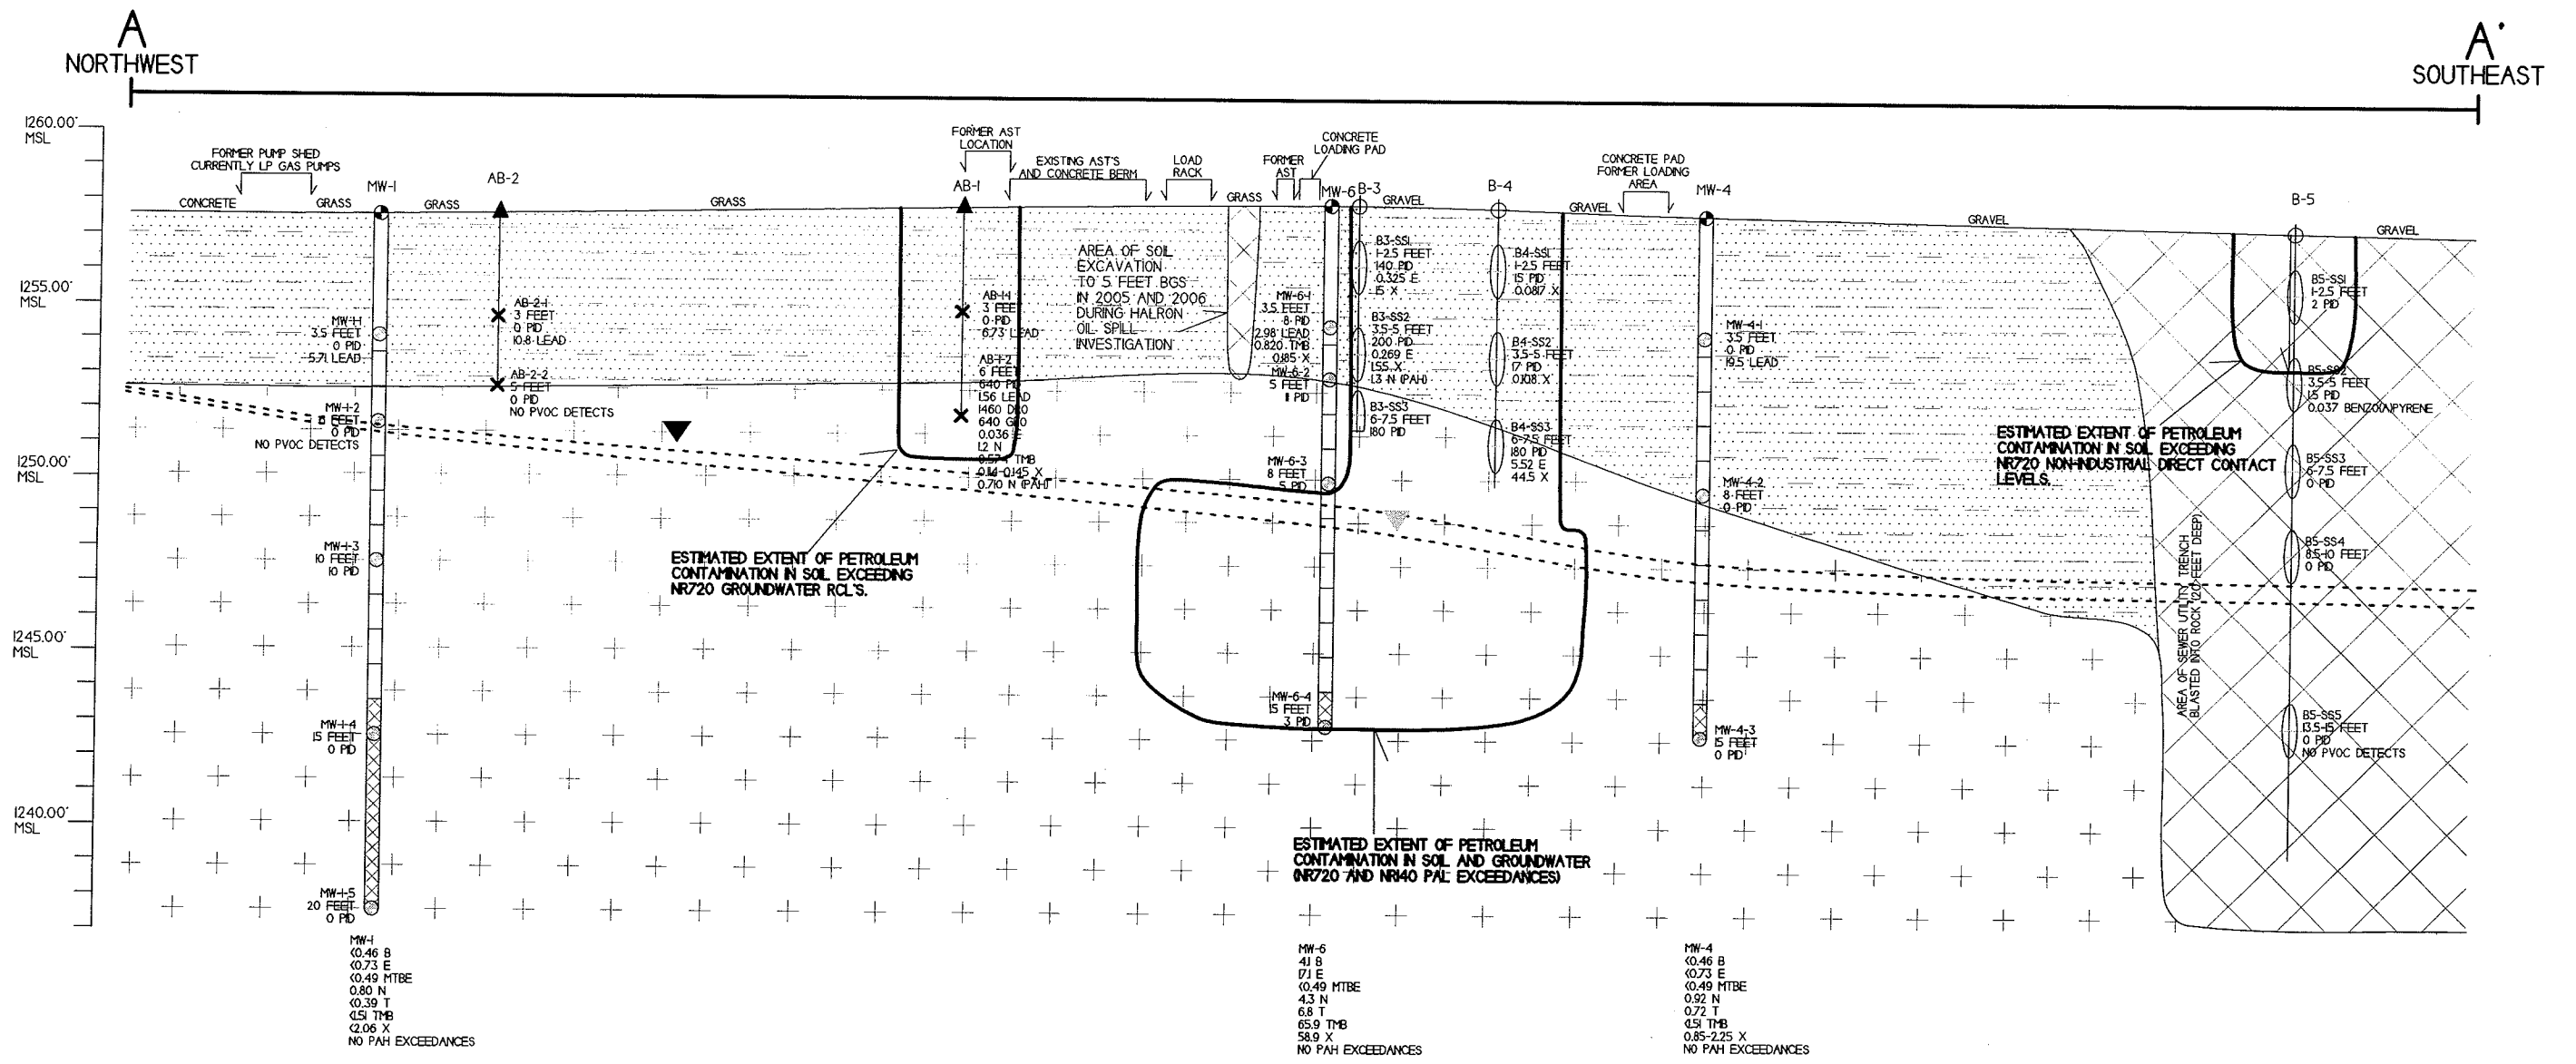 A
NORTHWEST
A'
SOUTHEAST
1260.00'
MSL
1255.00'
MSL
1250.00'
MSL
1245.00'
MSL
1240.00'
MSL
FORMER PUMP SHED
CURRENTLY LP GAS PUMPS
CONCRETE
GRASS
MW-1
GRASS
AB-2
GRASS
FORMER AST
LOCATION
AB-1
EXISTING AST'S
AND CONCRETE BERM
LOAD
RACK
GRASS
FORMER
AST
CONCRETE
LOADING PAD
MW-6
B-3
GRAVEL
B-4
GRAVEL
CONCRETE PAD
FORMER LOADING
AREA
MW-4
GRAVEL
B-5
GRAVEL
MW-1-1
3.5 FEET
0 PID
5.71 LEAD
MW-1-2
FEET
0 PID
NO PVOC DETECTS
MW-1-3
10 FEET
10 PID
MW-1-4
15 FEET
0 PID
MW-1-5
20 FEET
0 PID
AB-2-1
3 FEET
0 PID
10.8 LEAD
AB-2-2
5 FEET
0 PID
NO PVOC DETECTS
AB-1-1
3 FEE
0 PID
6.73 LEAD
AB-1-2
6 FEET
640 PID
1.56 LEAD
1460 DRO
640 GRO
0.036
1.2 N
TMB
0.14-0.145 X
0.710 N (PAH)
AREA OF SOIL
EXCAVATION
TO 5 FEET BGS
IN 2005 AND 2006
DURING HALRON
OIL SPILL
INVESTIGATION
MW-6-1
3.5 FEET
8 PID
2.98 LEAD
0.820 TMB
0.185 X
MW-6-2
5 FEET
11 PID
MW-6-3
8 FEET
5 PID
MW-6-4
15 FEET
3 PID
B3-SS1
1-2.5 FEET
140 PID
0.325 E
15 X
B3-SS2
3.5-5 FEET
200 PID
0.269 E
1.55 X
1.3 N (PAH)
B3-SS3
6-7.5 FEET
180 PID
B4-SS1
1-2.5 FEET
15 PID
0.0817 X
B4-SS2
3.5-5 FEET
17 PID
0.108 X
B4-SS3
6-7.5 FEET
180 PID
5.52 E
44.5 X
MW-4-1
3.5 FEET
0 PID
19.5 LEAD
MW-4-2
8 FEET
0 PID
MW-4-3
15 FEET
0 PID
B5-SS1
1-2.5 FEET
2 PID
B5-SS2
3.5-5 FEET
1.5 PID
0.037 BENZO(A)PYRENE
B5-SS3
6-7.5 FEET
0 PID
B5-SS4
8.5-10 FEET
0 PID
B5-SS5
13.5-15 FEET
0 PID
NO PVOC DETECTS
ESTIMATED EXTENT OF PETROLEUM
CONTAMINATION IN SOIL EXCEEDING
NR720 NON-INDUSTRIAL DIRECT CONTACT
LEVELS.
AREA OF SEWER UTILITY TRENCH
BLASTED INTO ROCK (20 FEET DEEP)
ESTIMATED EXTENT OF PETROLEUM
CONTAMINATION IN SOIL EXCEEDING
NR720 GROUNDWATER RCL'S.
ESTIMATED EXTENT OF PETROLEUM
CONTAMINATION IN SOIL AND GROUNDWATER
(NR720 AND NR140 PAL EXCEEDANCES)
MW-1
<0.46 B
<0.73 E
<0.49 MTBE
0.80 N
<0.39 T
<1.51 TMB
<2.06 X
NO PAH EXCEEDANCES
MW-6
4.1 B
17.1 E
<0.49 MTBE
4.3 N
6.8 T
65.9 TMB
58.9 X
NO PAH EXCEEDANCES
MW-4
<0.46 B
<0.73 E
<0.49 MTBE
0.92 N
0.72 T
<1.51 TMB
0.85-2.25 X
NO PAH EXCEEDANCES